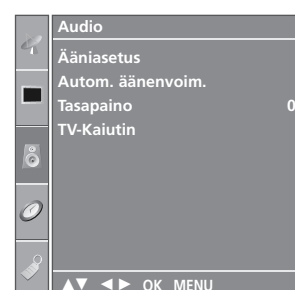 Audio
Ääniasetus
Autom. äänenvoim.
Tasapaino 0
TV-Kaiutin
▲▼ ◄► OK MENU